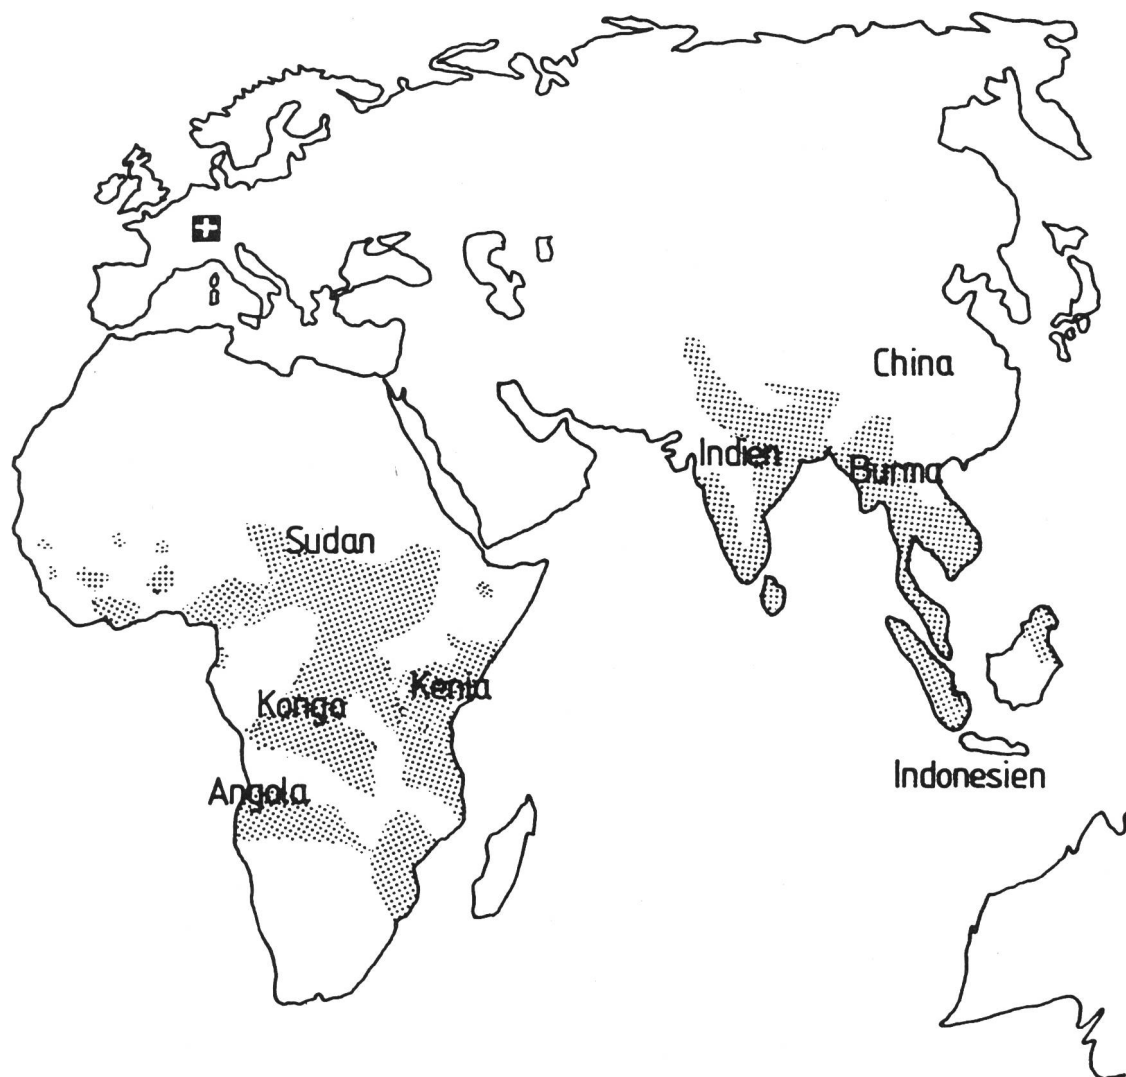 China
Indien
Burma
Sudan
Kenia
Kongo
Indonesien
Angola